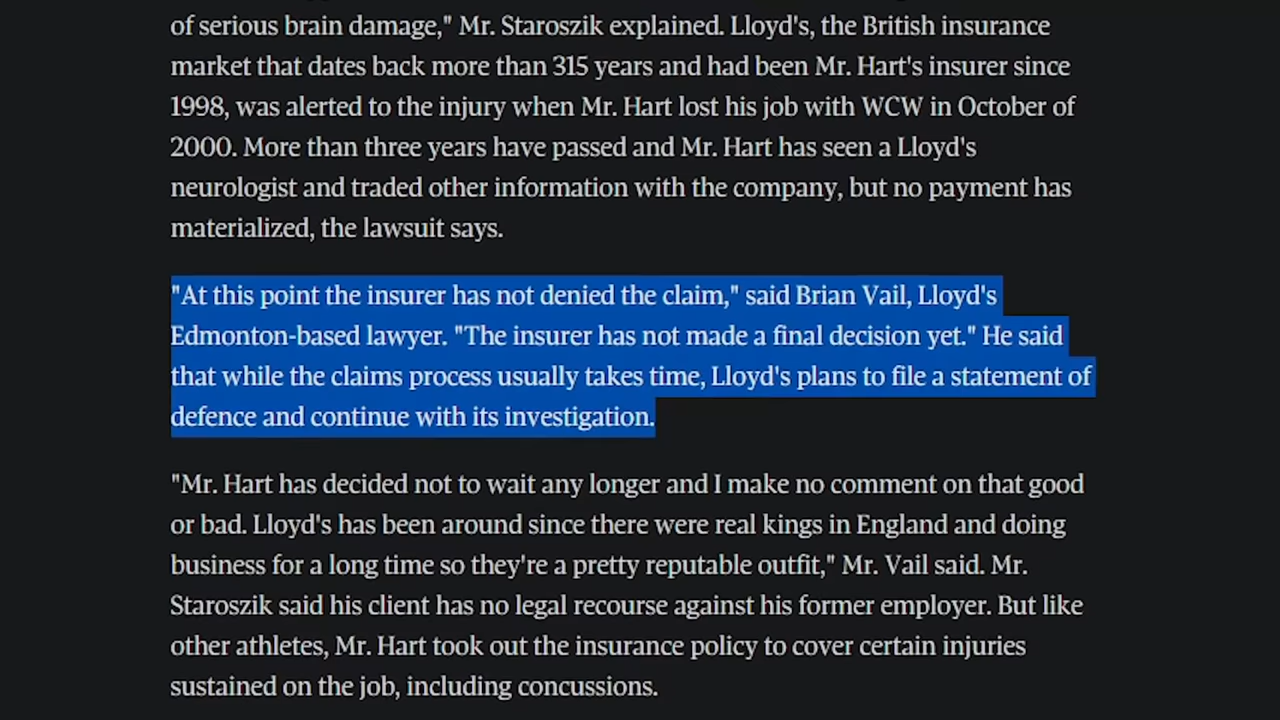 of serious brain damage," Mr. Staroszik explained. Lloyd's, the British insurance
market that dates back more than 315 years and had been Mr. Hart's insurer since
1998, was alerted to the injury when Mr. Hart lost his job with WCW in October of
2000. More than three years have passed and Mr. Hart has seen a Lloyd's
neurologist and traded other information with the company, but no payment has
materialized, the lawsuit says.
"At this point the insurer has not denied the claim," said Brian Vail, Lloyd's
Edmonton-based lawyer. "The insurer has not made a final decision yet." He said
that while the claims process usually takes time, Lloyd's plans to file a statement of
defence and continue with its investigation.
"Mr. Hart has decided not to wait any longer and I make no comment on that good
or bad. Lloyd's has been around since there were real kings in England and doing
business for a long time so they're a pretty reputable outfit," Mr. Vail said. Mr.
Staroszik said his client has no legal recourse against his former employer. But like
other athletes, Mr. Hart took out the insurance policy to cover certain injuries
sustained on the job, including concussions.